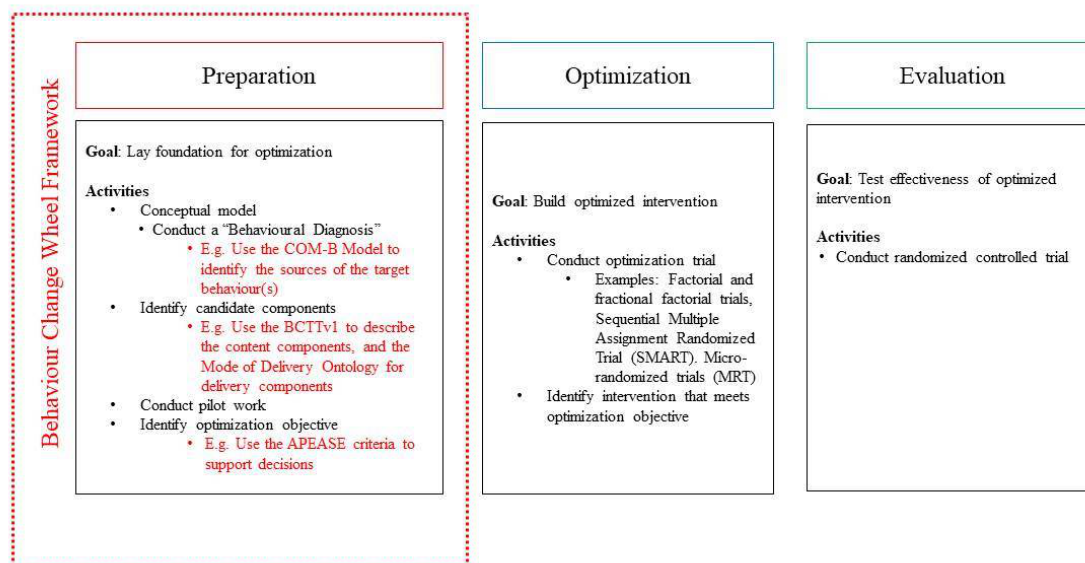 Behaviour Change Wheel Framework
Preparation
Goal: Lay foundation for optimization
Activities
• Conceptual model
• Conduct a “Behavioural Diagnosis”
• E.g. Use the COM-B Model to
identify the sources of the target
behaviour(s)
• Identify candidate components
• E.g. Use the BCTTv1 to describe
the content components, and the
Mode of Delivery Ontology for
delivery components
• Conduct pilot work
• Identify optimization objective
• E.g. Use the APEASE criteria to
support decisions
Optimization
Goal: Build optimized intervention
Activities
• Conduct optimization trial
• Examples: Factorial and
fractional factorial trials,
Sequential Multiple
Assignment Randomized
Trial (SMART). Micro-
randomized trials (MRT)
• Identify intervention that meets
optimization objective
Evaluation
Goal: Test effectiveness of optimized
intervention
Activities
• Conduct randomized controlled trial